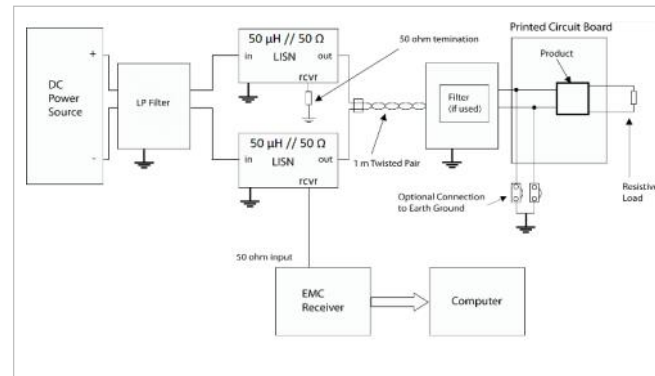 Printed Circuit Board
50 µH // 50 Ω
LISN
in
out
rcvr
50 ohm temination
Product
DC
Power
Source
+
-
LP Filter
Filter
(if used)
50 µH // 50 Ω
LISN
in
out
rcvr
1 m Twisted Pair
Optional Connection
to Earth Ground
Resistive
Load
50 ohm input
EMC
Receiver
Computer